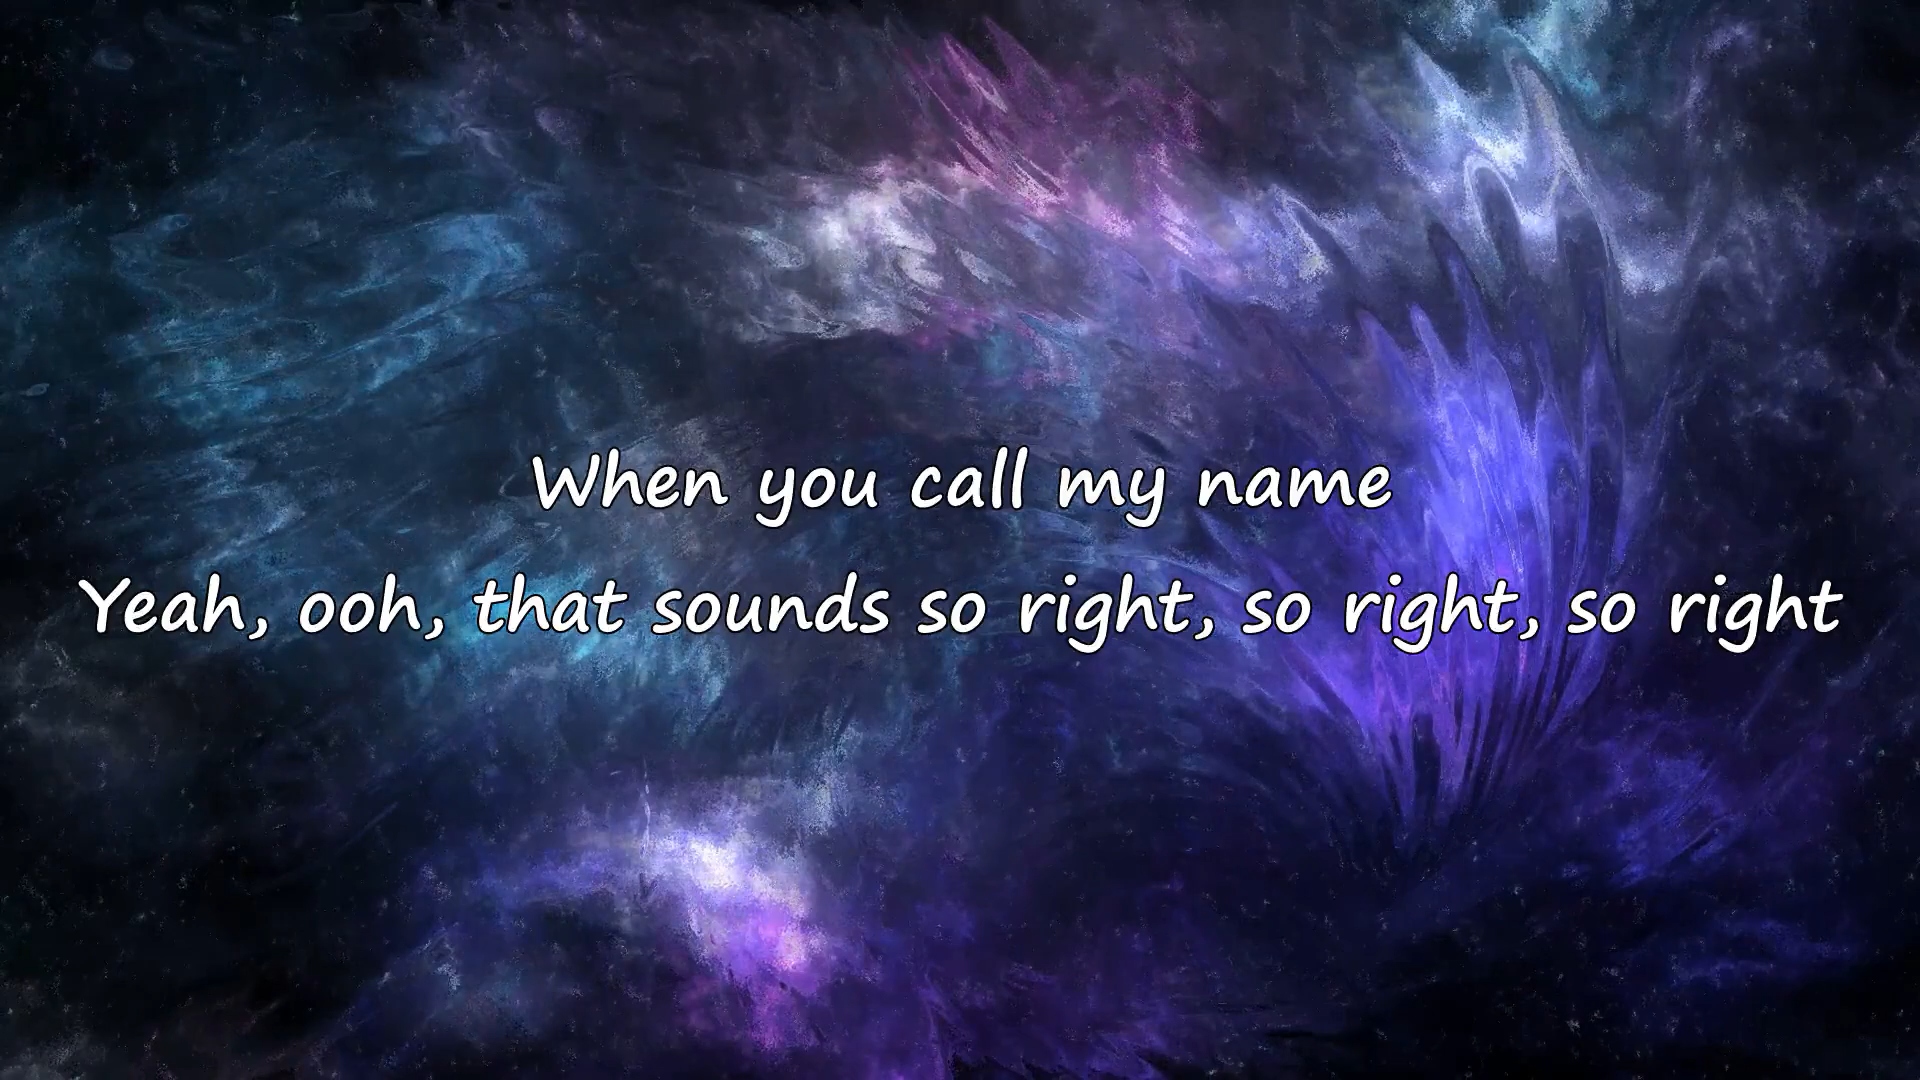 When you call my name
Yeah, ooh, that sounds so right, so right, so right